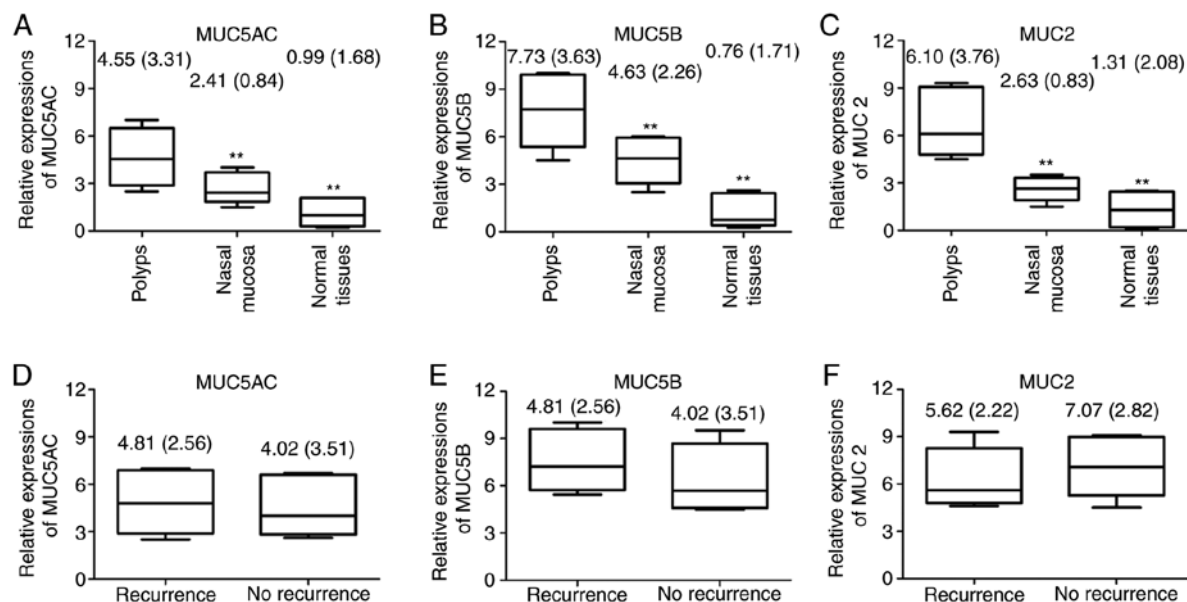 A
MUC5AC
Relative expressions
of MUC5AC
12
9
6
3
0
4.55 (3.31)
2.41 (0.84)
0.99 (1.68)
**
**
Polyps
Nasal
mucosa
Normal
tissues
B
MUC5B
Relative expressions
of MUC5B
12
9
6
3
0
7.73 (3.63)
4.63 (2.26)
0.76 (1.71)
**
**
Polyps
Nasal
mucosa
Normal
tissues
C
MUC2
Relative expressions
of MUC 2
12
9
6
3
0
6.10 (3.76)
2.63 (0.83)
1.31 (2.08)
**
**
Polyps
Nasal
mucosa
Normal
tissues
D
MUC5AC
Relative expressions
of MUC5AC
12
9
6
3
0
4.81 (2.56)
4.02 (3.51)
Recurrence
No recurrence
E
MUC5B
Relative expressions
of MUC5B
12
9
6
3
0
4.81 (2.56)
4.02 (3.51)
Recurrence
No recurrence
F
MUC2
Relative expressions
of MUC 2
12
9
6
3
0
5.62 (2.22)
7.07 (2.82)
Recurrence
No recurrence